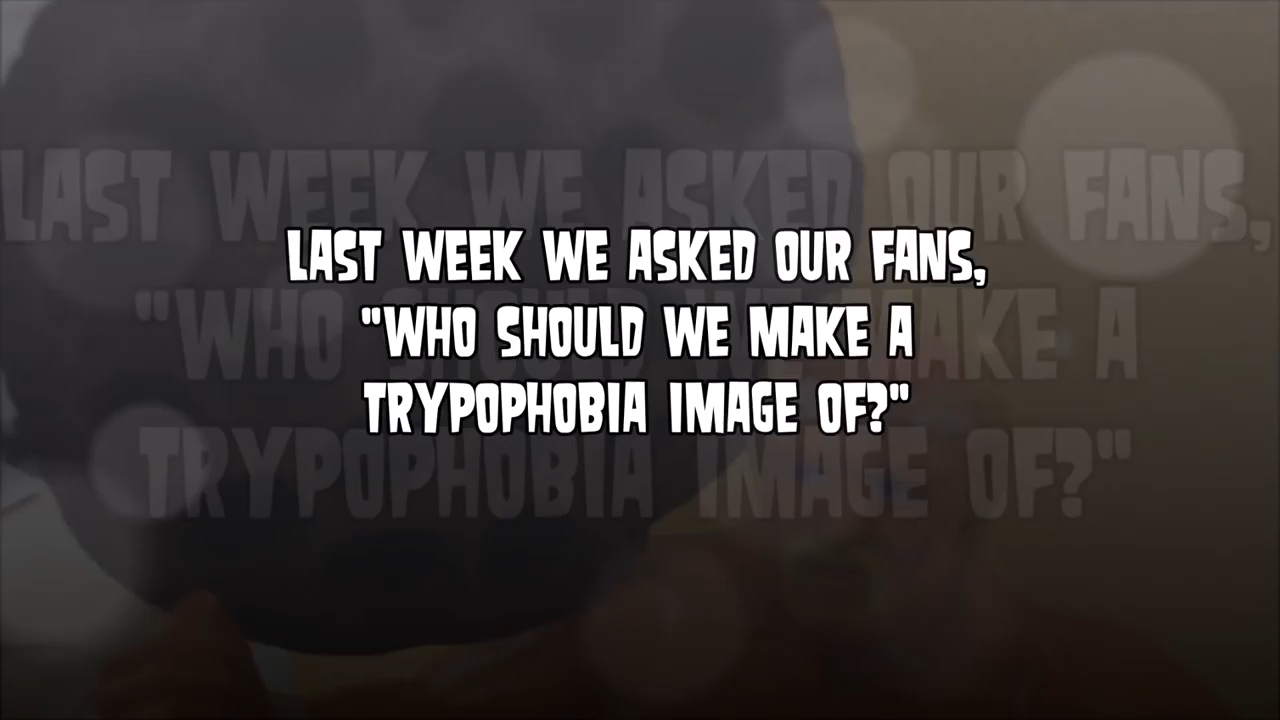 LAST WEEK WE ASKED OUR FANS,
"WHO SHOULD WE MAKE A
TRYPOPHOBIA IMAGE OF?"